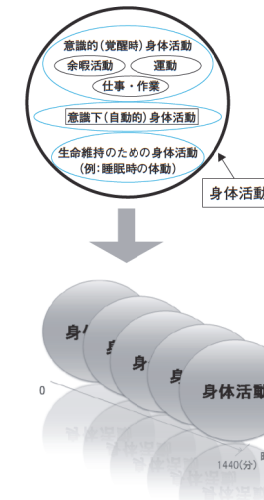 意識的(覚醒時)身体活動
余暇活動
運動
仕事・作業
意識下(自動的)身体活動
生命維持のための身体活動
(例:睡眠時の体動)
身体活動
身
身
身
身体活動
0
1440(分)